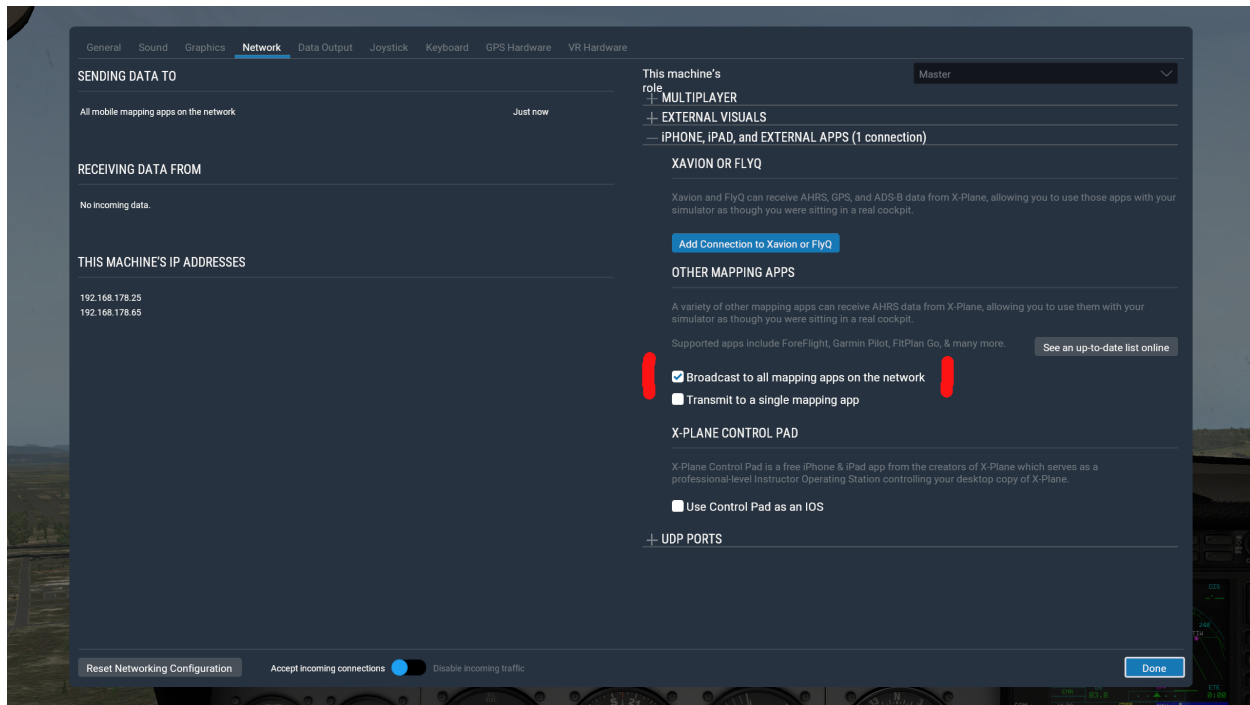 General Sound Graphics Network Data Output Joystick Keyboard GPS Hardware VR Hardware
SENDING DATA TO
All mobile mapping apps on the network Just now
RECEIVING DATA FROM
No incoming data.
THIS MACHINE'S IP ADDRESSES
192.168.178.25
192.168.178.65
This machine's
role
Master
MULTIPLAYER
EXTERNAL VISUALS
iPHONE, iPAD, and EXTERNAL APPS (1 connection)
XAVION OR FLYQ
Xavion and FlyQ can receive AHRS, GPS, and ADS-B data from X-Plane, allowing you to use those apps with your
simulator as though you were sitting in a real cockpit.
Add Connection to Xavion or FlyQ
OTHER MAPPING APPS
A variety of other mapping apps can receive AHRS data from X-Plane, allowing you to use them with your
simulator as though you were sitting in a real cockpit.
Supported apps include ForeFlight, Garmin Pilot, FltPlan Go, & many more.
See an up-to-date list online
Broadcast to all mapping apps on the network
Transmit to a single mapping app
X-PLANE CONTROL PAD
X-Plane Control Pad is a free iPhone & iPad app from the creators of X-Plane which serves as a
professional-level Instructor Operating Station controlling your desktop copy of X-Plane.
Use Control Pad as an IOS
UDP PORTS
Reset Networking Configuration
Accept incoming connections Disable incoming traffic
Done
DIS
ETE
0:00